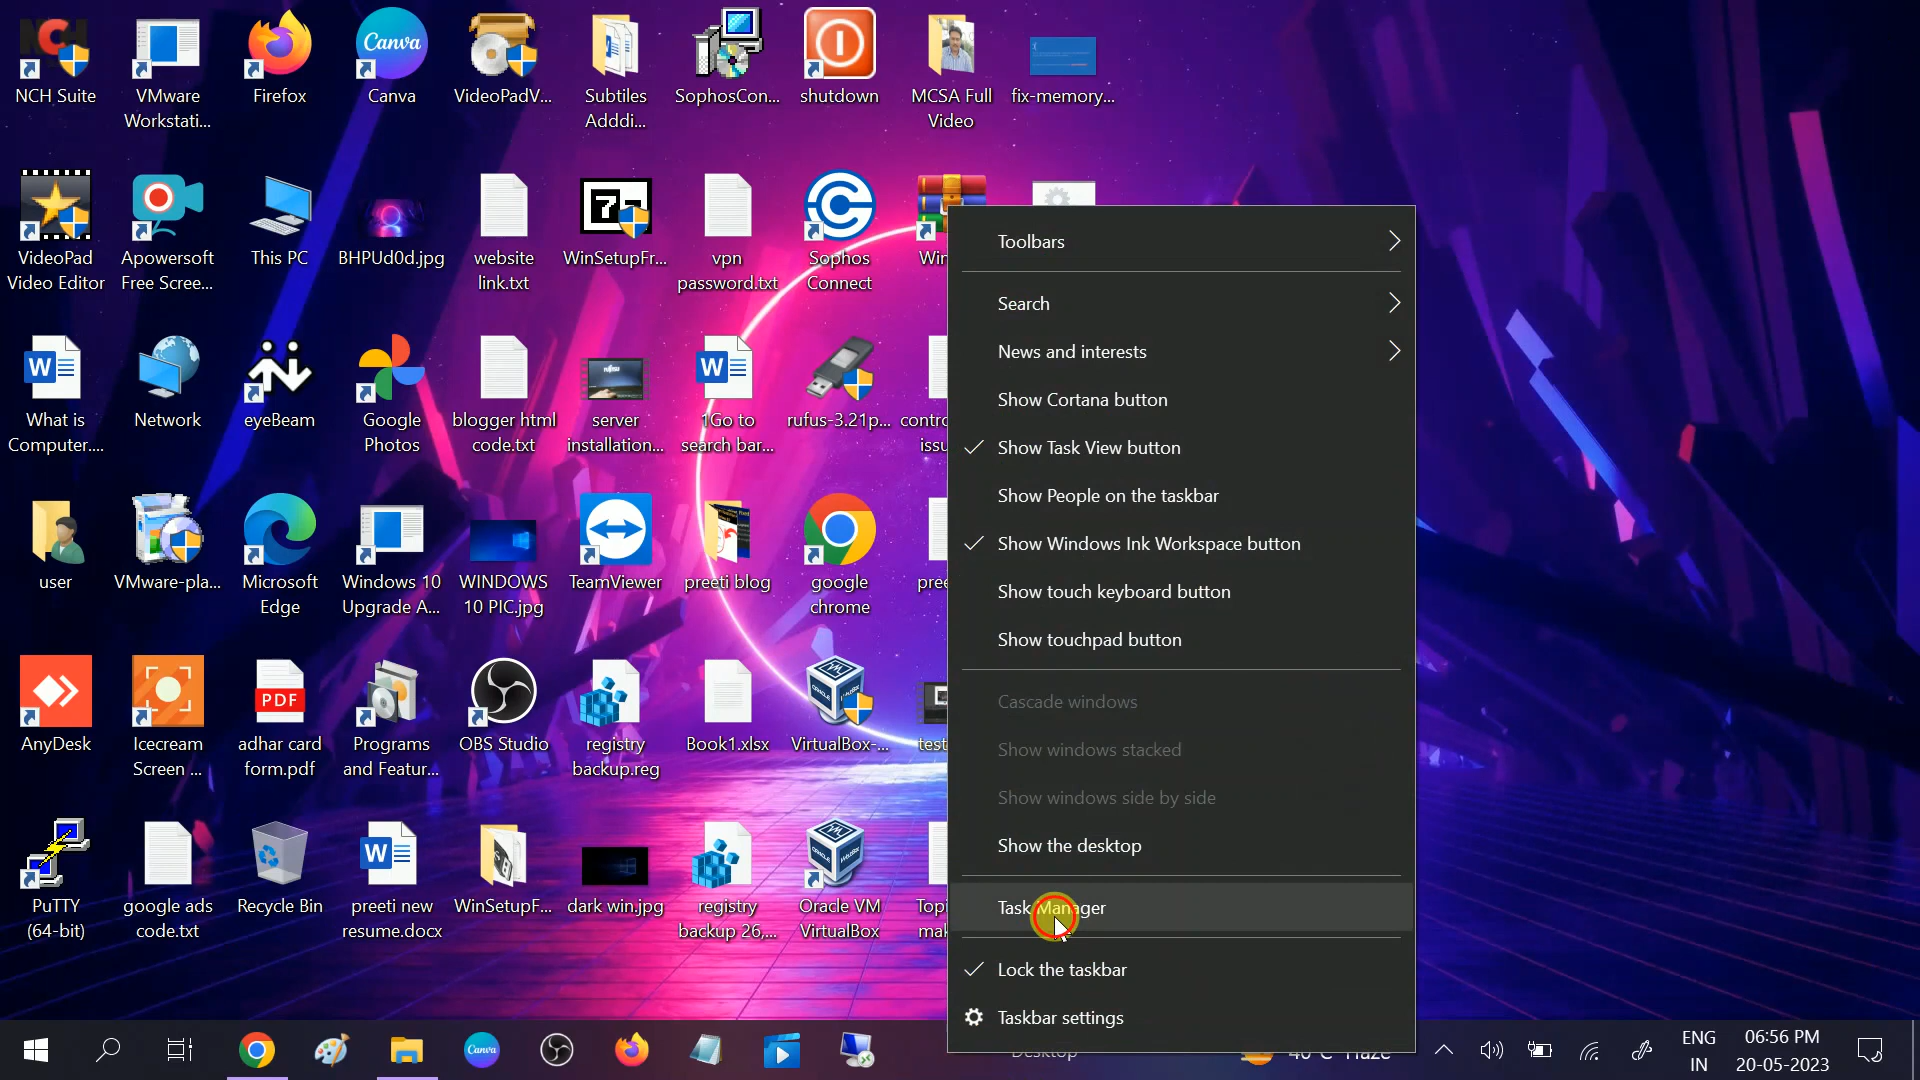 NCH Suite
VMware
Workstati...
Firefox
Canva
Canva
VideoPadV...
Subtiles
Adddi...
SophosCon...
shutdown
MCSA Full
Video
fix-memory...
VideoPad
Video Editor
Apowersoft
Free Scree...
This PC
BHPUd0d.jpg
website
link.txt
WinSetupFr...
vpn
password.txt
Sophos
Connect
Win
What is
Computer....
Network
eyeBeam
Google
Photos
blogger html
code.txt
server
installation...
1Go to
search bar...
rufus-3.21p...
contro
issu
user
VMware-pla...
Microsoft
Edge
Windows 10
Upgrade A...
WINDOWS
10 PIC.jpg
TeamViewer
preeti blog
google
chrome
pree
AnyDesk
Icecream
Screen ...
PDF
adhar card
form.pdf
Programs
and Featur...
OBS Studio
registry
backup.reg
Book1.xlsx
VirtualBox-...
test
PuTTY
(64-bit)
google ads
code.txt
Recycle Bin
preeti new
resume.docx
WinSetupF...
dark win.jpg
registry
backup 26,...
Oracle VM
VirtualBox
Topi
mak
Toolbars
Search
News and interests
Show Cortana button
Show Task View button
Show People on the taskbar
Show Windows Ink Workspace button
Show touch keyboard button
Show touchpad button
Cascade windows
Show windows stacked
Show windows side by side
Show the desktop
Task Manager
Lock the taskbar
Taskbar settings
Canva
Desktop
40°C Haze
ENG
IN
06:56 PM
20-05-2023